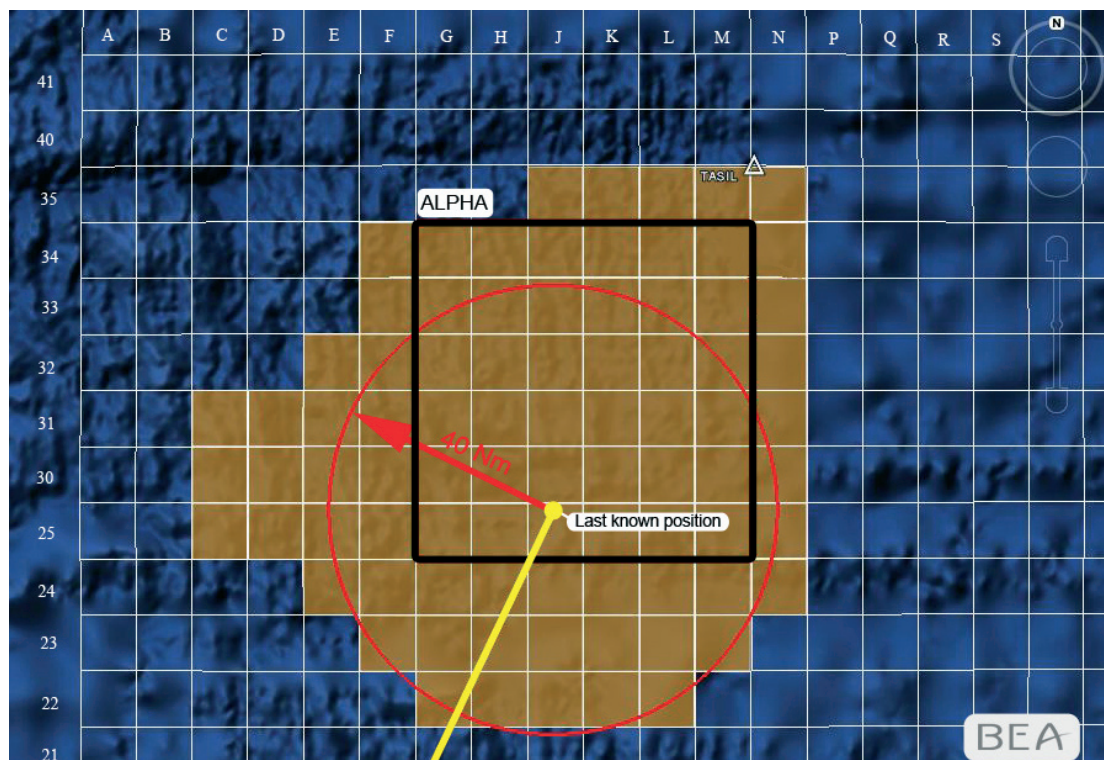 A B C D E F G H J K L M N P Q R S
N
41
40
TASIL
35
ALPHA
34
33
32
31
40 Nm
30
Last known position
25
24
23
22
BEA
21